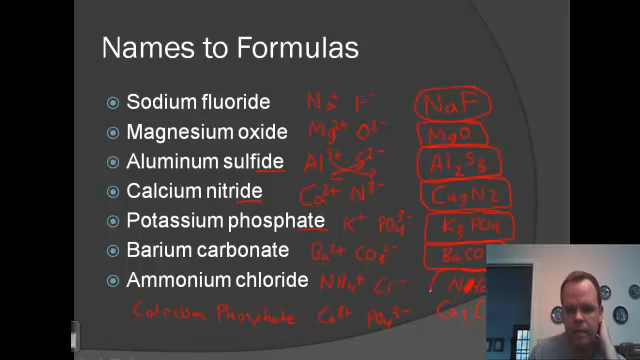 Names to Formulas
Sodium fluoride Na+ F- NaF
Magnesium oxide Mg2+ O2- MgO
Aluminum sulfide Al3+ S2- Al2S3
Calcium nitride Ca2+ N3- Ca3N2
Potassium phosphate K+ PO43- K3PO4
Barium carbonate Ba2+ CO32- BaCO
Ammonium chloride NH4+ Cl-
Calcium Phosphate Ca2+ PO43- Ca3